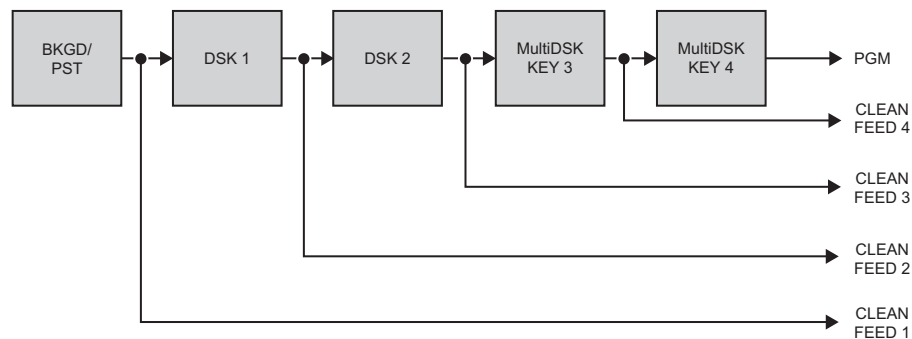 BKGD/
PST
DSK 1
DSK 2
MultiDSK
KEY 3
MultiDSK
KEY 4
PGM
CLEAN
FEED 4
CLEAN
FEED 3
CLEAN
FEED 2
CLEAN
FEED 1